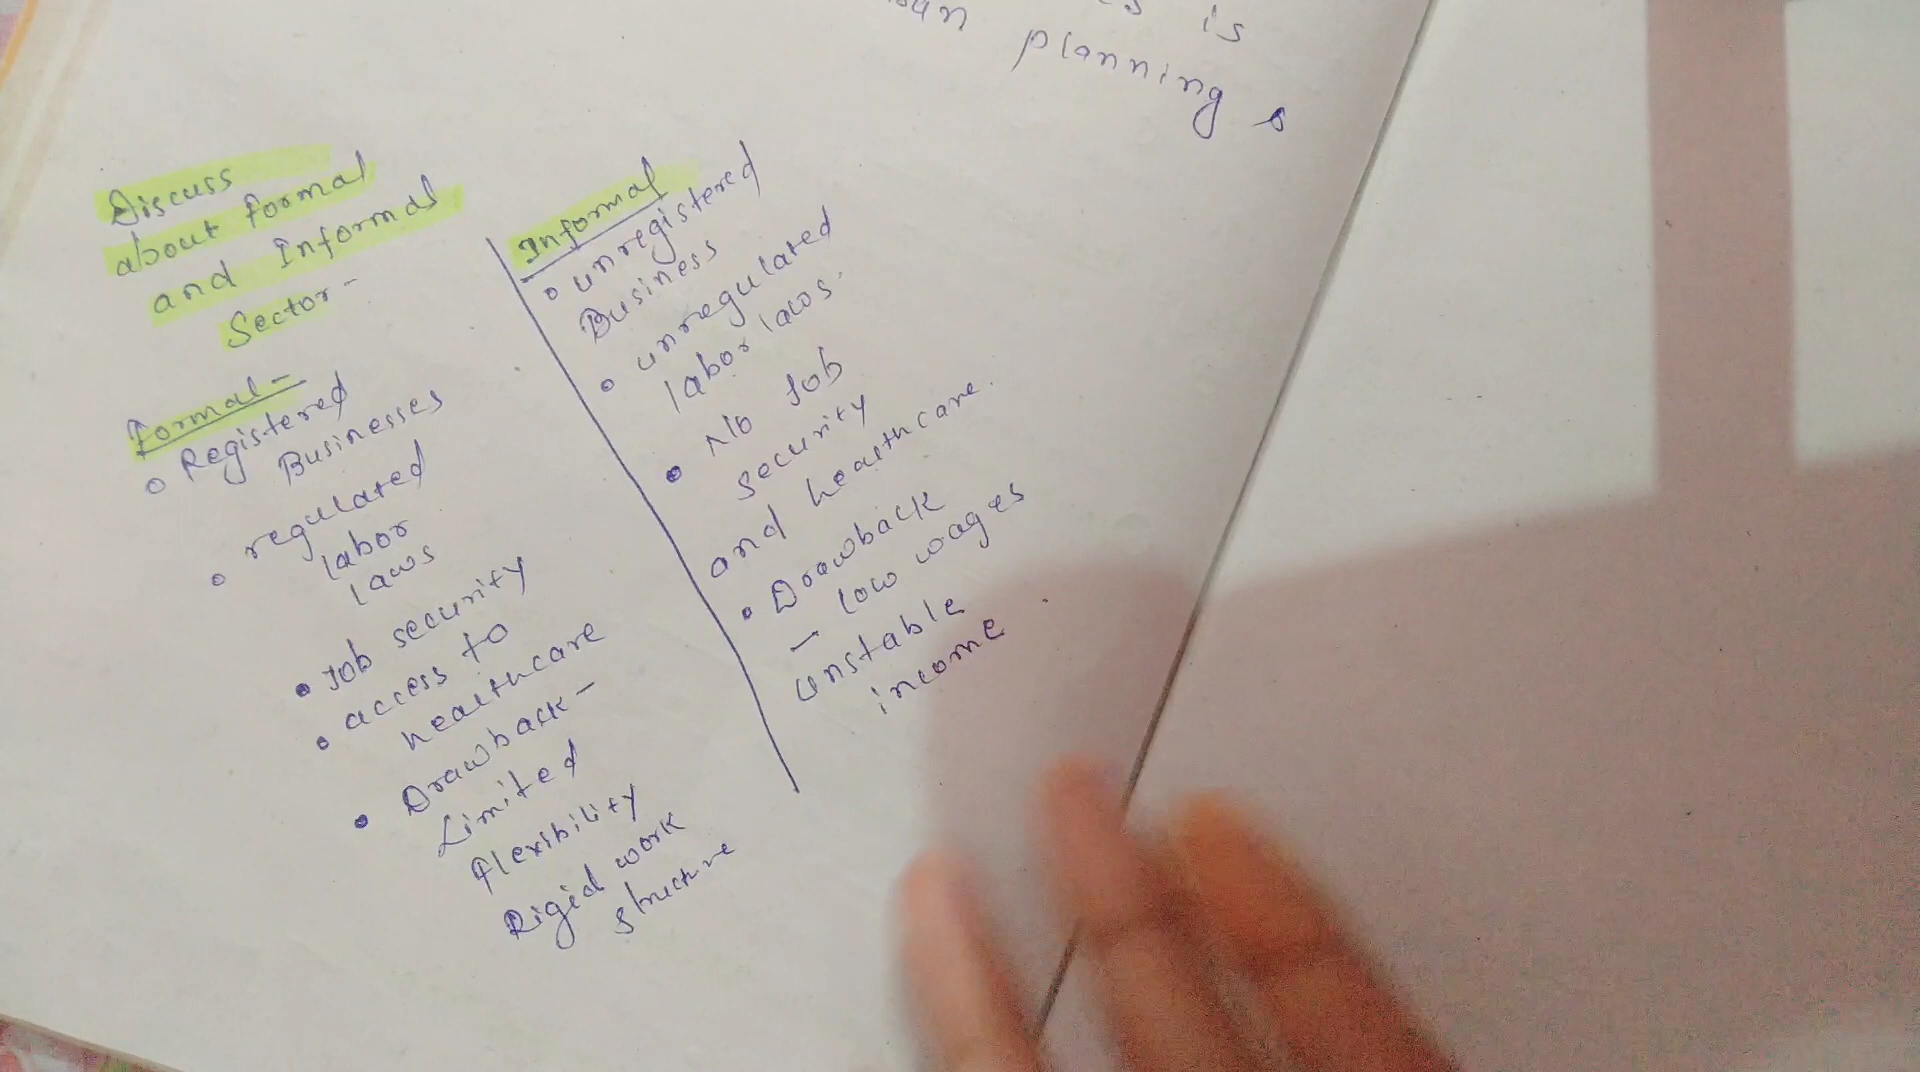 is
planning
Discuss
about formal
and Informal
Sector-
Formal-
Registered
Businesses
regulated
labor
laws
Job security
access to
healthcare
Drawback-
Limited
flexibility
Rigid work
structure
Informal
unregistered
Business
unregulated
labor laws.
No Job
security
and healthcare.
Drawback
- low wages
unstable
income